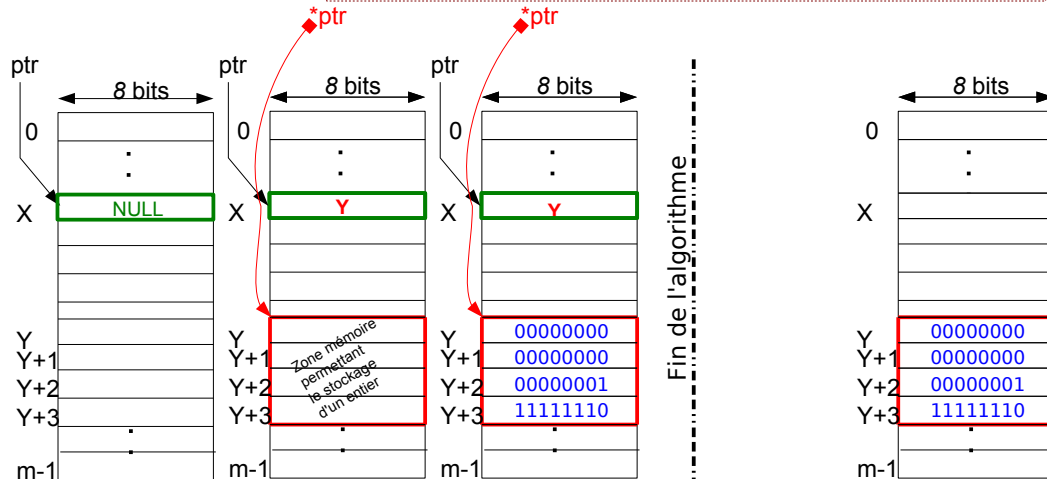 *ptr
*ptr
ptr
ptr
ptr
8 bits
8 bits
8 bits
8 bits
0
0
0
0
X
NULL
X
Y
X
Y
X
Fin de l'algorithme
Y
Y+1
Y+2
Y+3
m-1
Y
Y+1
Y+2
Y+3
m-1
Zone mémoire
permettant
le stockage
d'un entier
Y
00000000
Y+1
00000000
Y+2
00000001
Y+3
11111110
m-1
Y
00000000
Y+1
00000000
Y+2
00000001
Y+3
11111110
m-1